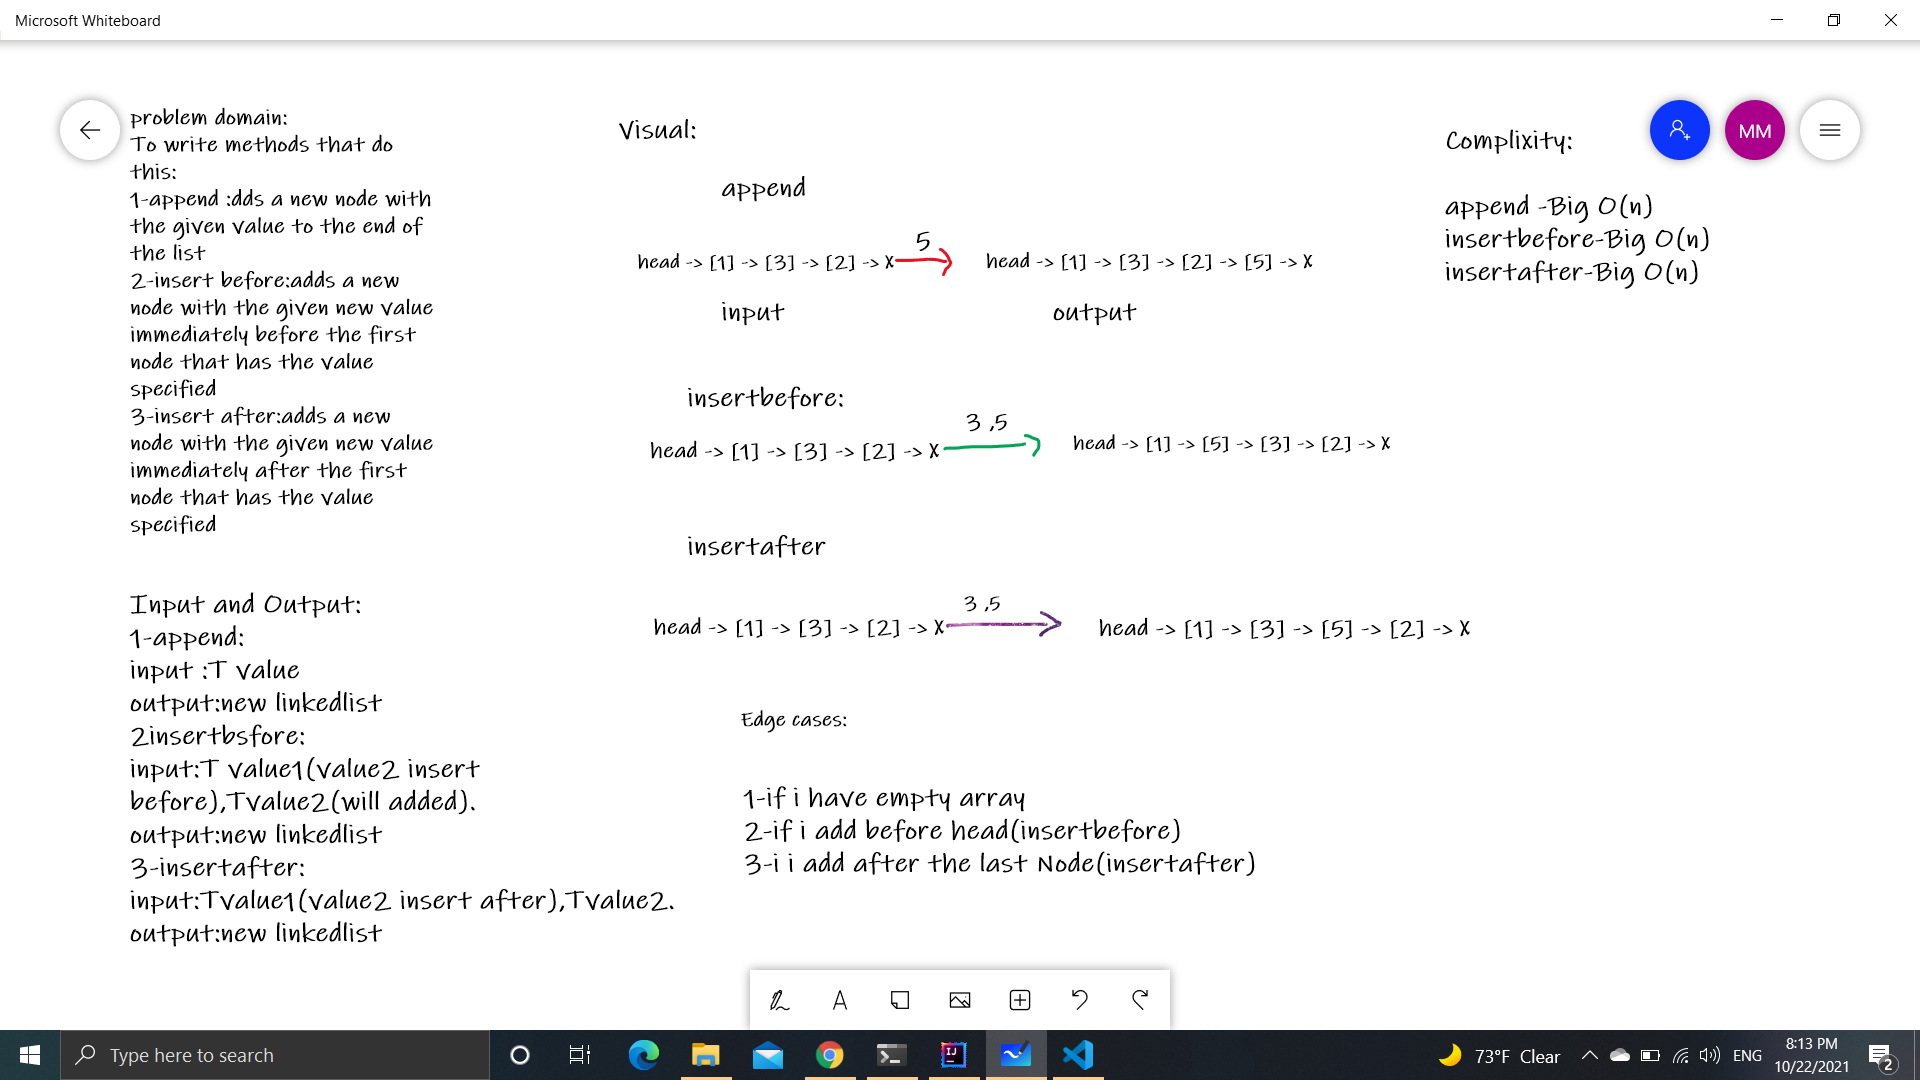 Microsoft Whiteboard
problem domain:
To write methods that do
this:
1-append :dds a new node with
the given value to the end of
the list
2-insert before:adds a new
node with the given new value
immediately before the first
node that has the value
specified
3-insert after:adds a new
node with the given new value
immediately after the first
node that has the value
specified
Input and Output:
1-append:
input :T value
output:new linkedlist
2insertbsfore:
input:T value1(value2 insert
before),Tvalue2(will added).
output:new linkedlist
3-insertafter:
input:Tvalue1(value2 insert after),Tvalue2.
output:new linkedlist
Visual:
append
5
head -> [1] -> [3] -> [2] -> X
head -> [1] -> [3] -> [2] -> [5] -> X
input
output
insertbefore:
3 ,5
head -> [1] -> [3] -> [2] -> X
head -> [1] -> [5] -> [3] -> [2] -> X
insertafter
3 ,5
head -> [1] -> [3] -> [2] -> X
head -> [1] -> [3] -> [5] -> [2] -> X
Edge cases:
1-if i have empty array
2-if i add before head(insertbefore)
3-i i add after the last Node(insertafter)
Complixity:
append -Big O(n)
insertbefore-Big O(n)
insertafter-Big O(n)
MM
Type here to search
IJ
73°F Clear
ENG
8:13 PM
10/22/2021
2